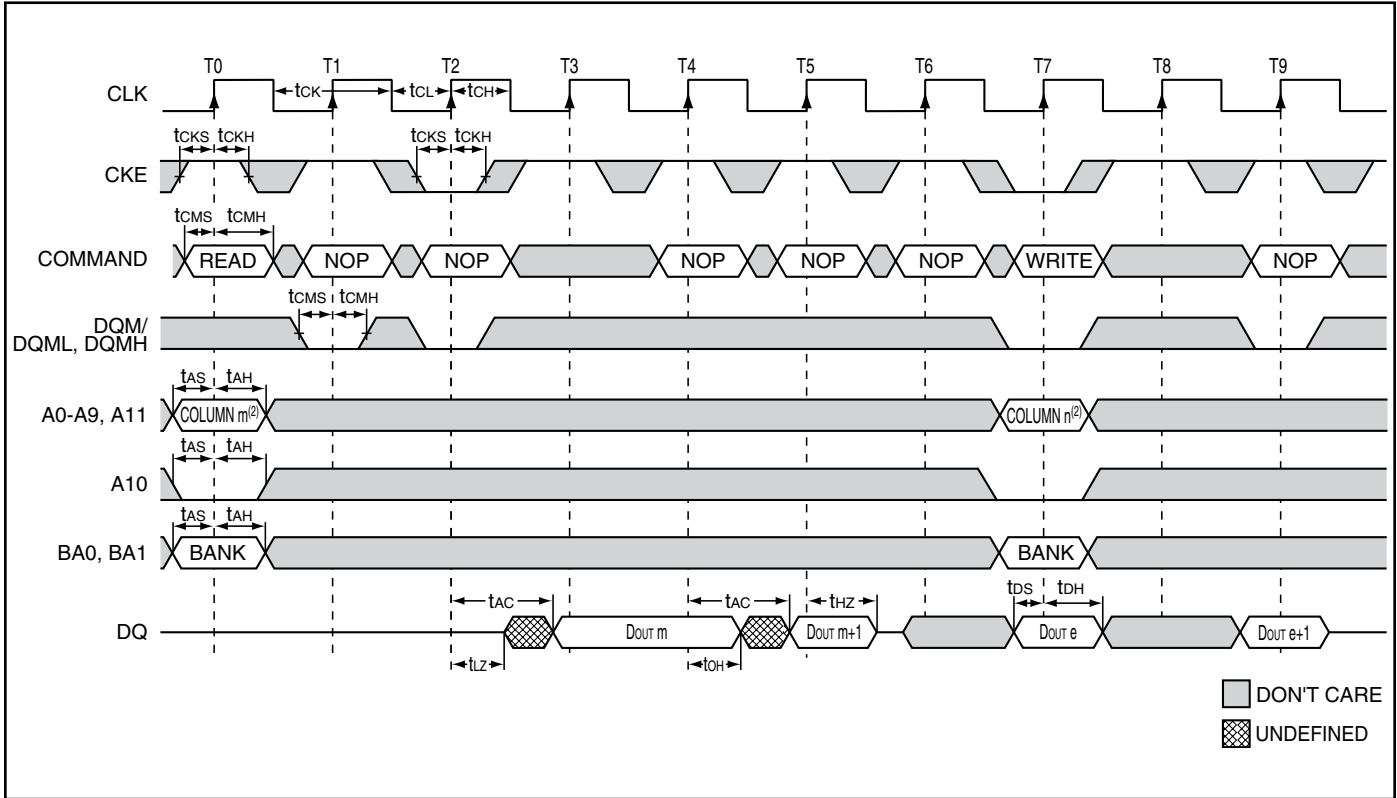 T0 T1 T2 T3 T4 T5 T6 T7 T8 T9
CLK tCK tCL tCH
tCKS tCKH tCKS tCKH
CKE
tCMS tCMH
COMMAND READ NOP NOP NOP NOP NOP WRITE NOP
tCMS tCMH
DQM/
DQML, DQMH
tAS tAH
A0-A9, A11 COLUMN m(2) COLUMN n(2)
tAS tAH
A10
tAS tAH
BA0, BA1 BANK BANK
tAC tAC tHZ tDS tDH
DQ DOUT m DOUT m+1 DOUT e DOUT e+1
tLZ tOH
DON'T CARE
UNDEFINED